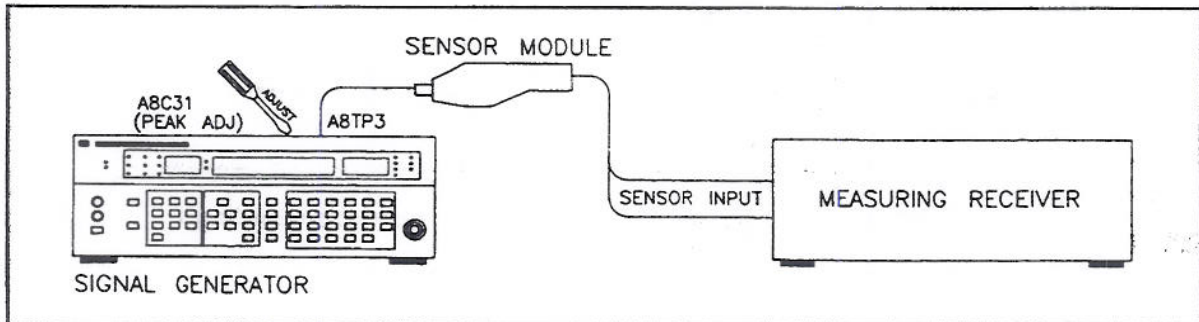 SENSOR MODULE
A8C31
(PEAK ADJ)
ADJUST
A8TP3
SENSOR INPUT
MEASURING RECEIVER
SIGNAL GENERATOR